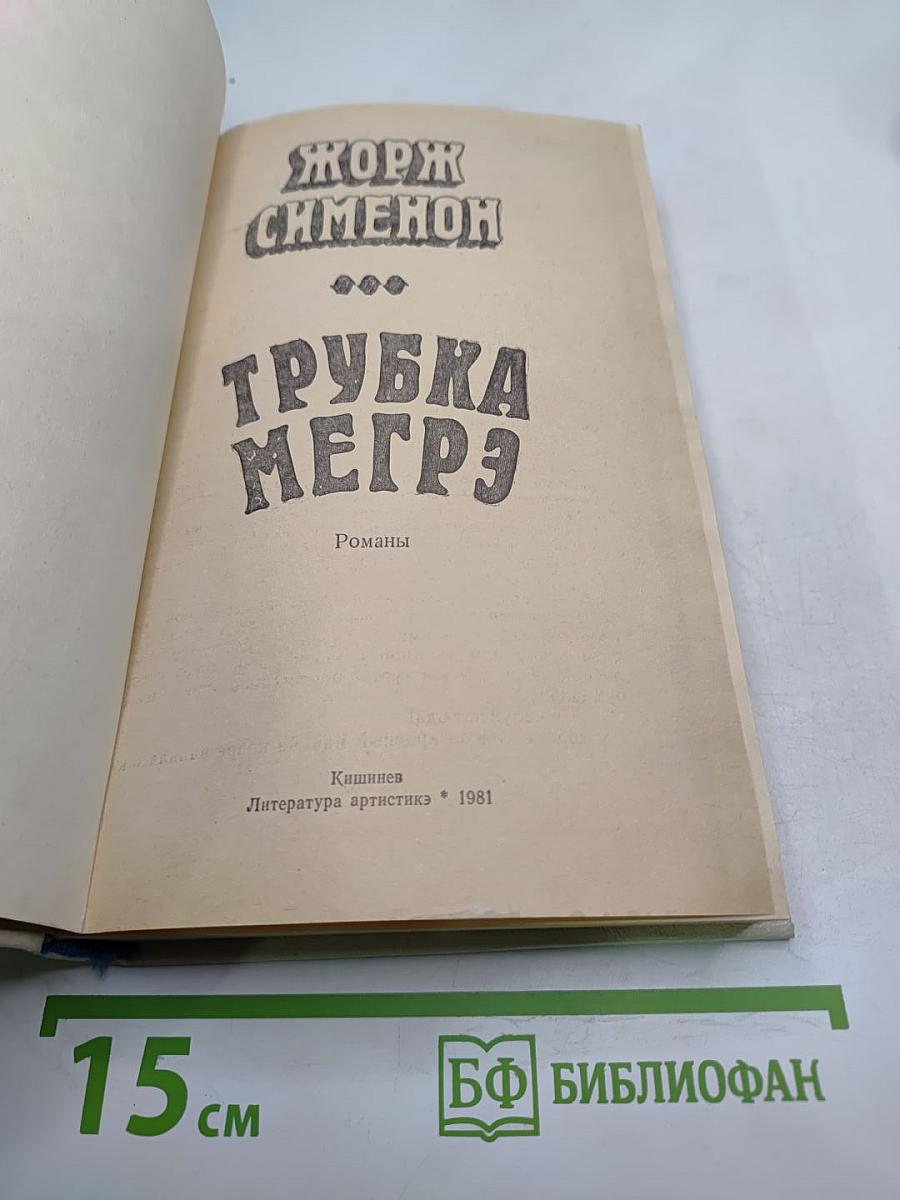 ЖОРЖ
СИМЕНОН
ТРУБКА
МЕГРЭ
Романы
Кишинев
Литература артистикэ * 1981
15 см
БФ БИБЛИОФАН